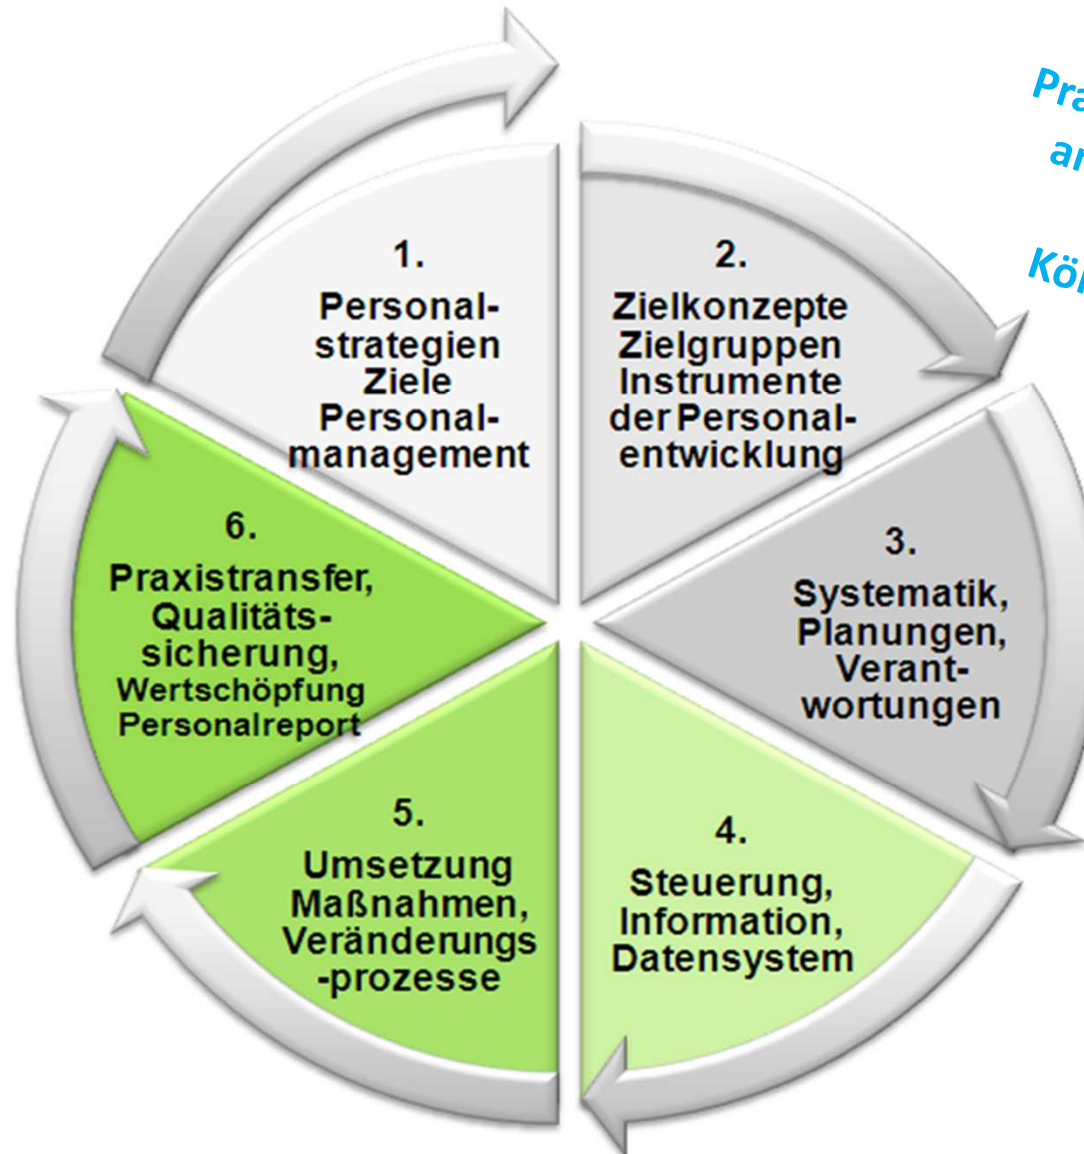 1.
Personal-
strategien
Ziele
Personal-
management
2.
Zielkonzepte
Zielgruppen
Instrumente
der Personal-
entwicklung
3.
Systematik,
Planungen,
Verant-
wortungen
4.
Steuerung,
Information,
Datensystem
5.
Umsetzung
Maßnahmen,
Veränderungs
-prozesse
6.
Praxistransfer,
Qualitäts-
sicherung,
Wertschöpfung
Personalreport